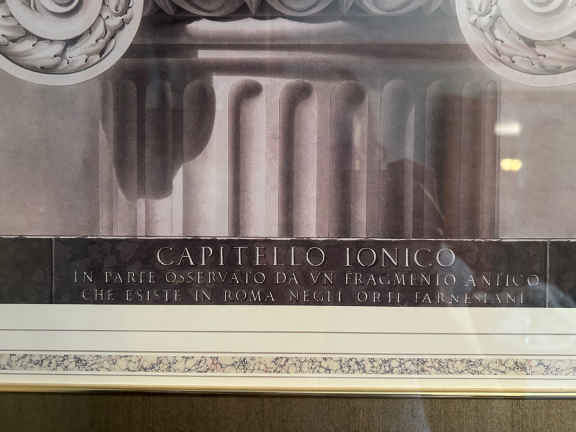 CAPITELLO IONICO
IN PARTE OSSERVATO DA VN FRAGMENTO ANTICO
CHE ESISTE IN ROMA NEGLI ORTI FARNESIANI